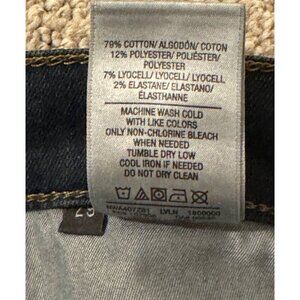 79% COTTON/ ALGODÓN/ COTON
12% POLYESTER/ POLIÉSTER/
POLYESTER
7% LYOCELL/ LYOCELL/ LYOCELL
2% ELASTANE/ ELASTANO/
ÉLASTHANNE
MACHINE WASH COLD
WITH LIKE COLORS
ONLY NON-CHLORINE BLEACH
WHEN NEEDED
TUMBLE DRY LOW
COOL IRON IF NEEDED
DO NOT DRY CLEAN
LVLN